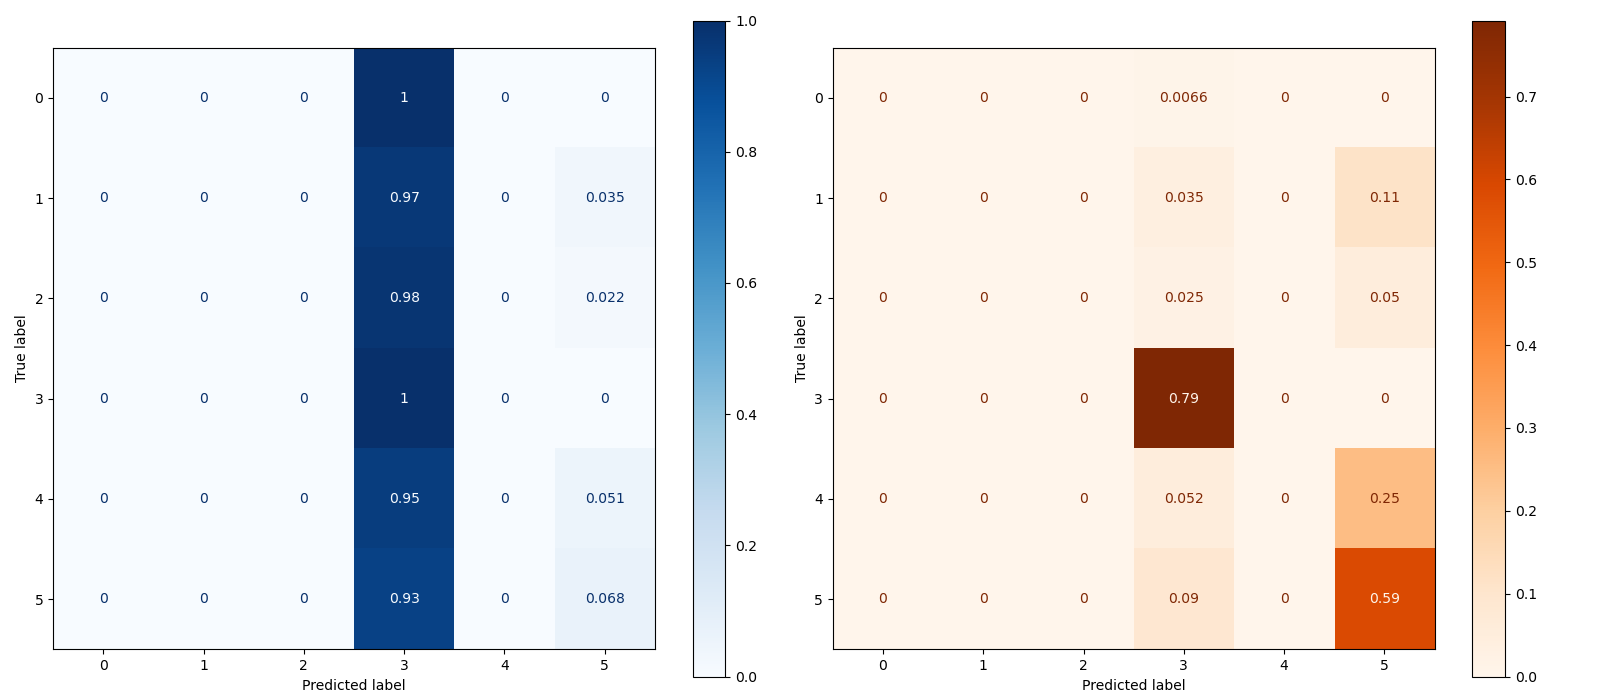 0 0 0 0 1 0 0
1 0 0 0 0.97 0 0.035
2 0 0 0 0.98 0 0.022
3 0 0 0 1 0 0
4 0 0 0 0.95 0 0.051
5 0 0 0 0.93 0 0.068
0 1 2 3 4 5
True label
Predicted label
1.0
0.8
0.6
0.4
0.2
0.0
0 0 0 0 0.0066 0 0
1 0 0 0 0.035 0 0.11
2 0 0 0 0.025 0 0.05
3 0 0 0 0.79 0 0
4 0 0 0 0.052 0 0.25
5 0 0 0 0.09 0 0.59
0 1 2 3 4 5
True label
Predicted label
0.7
0.6
0.5
0.4
0.3
0.2
0.1
0.0